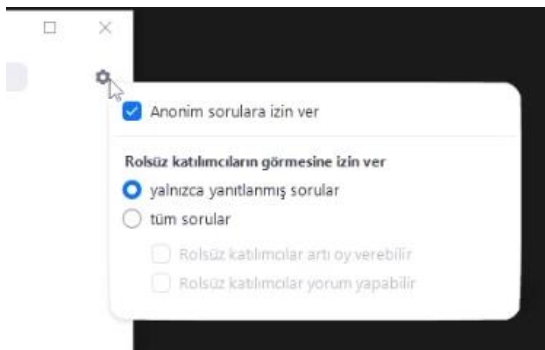 Anonim sorulara izin ver
Rolsüz katılımcıların görmesine izin ver
yalnızca yanıtlanmış sorular
tüm sorular
Rolsüz katılımcılar artı oy verebilir
Rolsüz katılımcılar yorum yapabilir